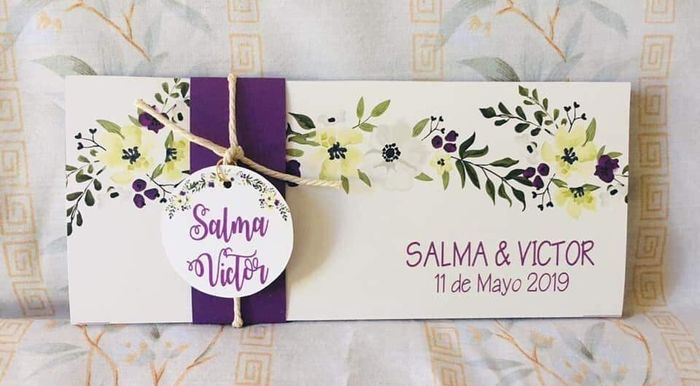 Salma
Victor
SALMA & VICTOR
11 de Mayo 2019